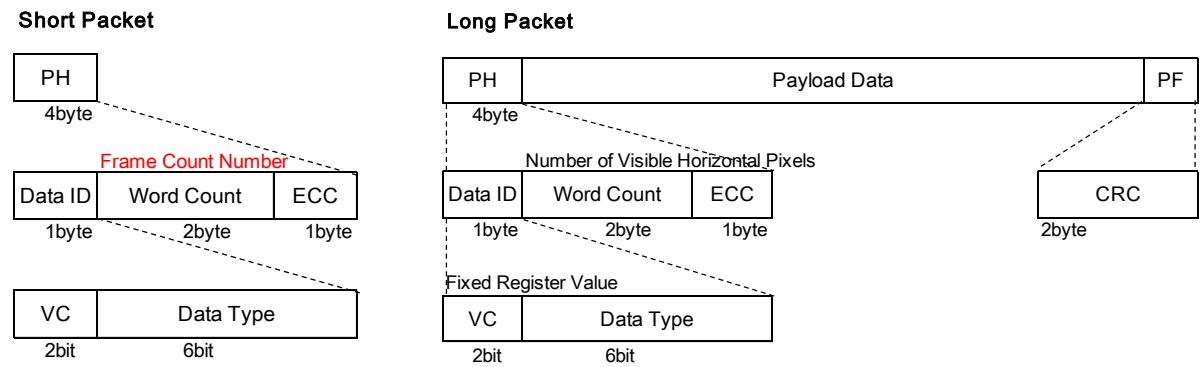 Short Packet
PH
4byte
Frame Count Number
Data ID Word Count ECC
1byte 2byte 1byte
VC Data Type
2bit 6bit
Long Packet
PH Payload Data PF
4byte
Number of Visible Horizontal Pixels
Data ID Word Count ECC CRC
1byte 2byte 1byte 2byte
Fixed Register Value
VC Data Type
2bit 6bit